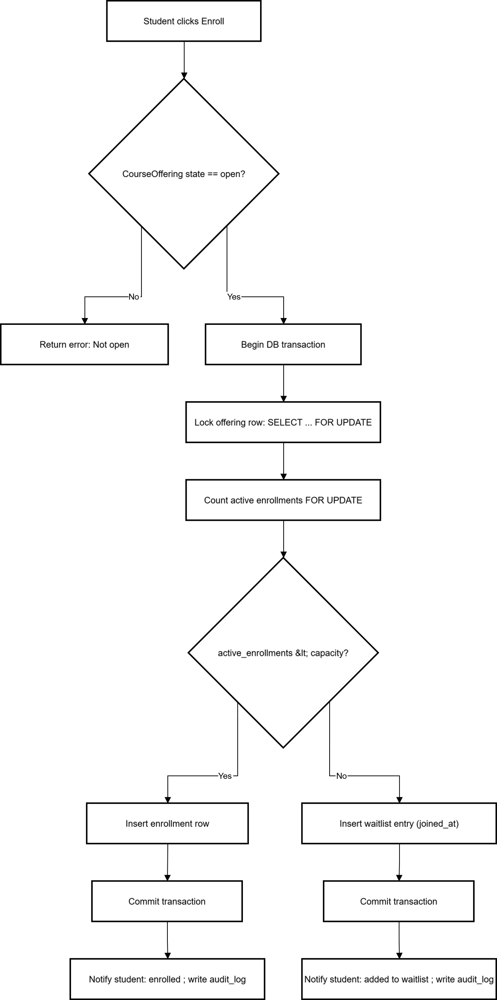 Student clicks Enroll
CourseOffering state == open?
No
Yes
Return error: Not open
Begin DB transaction
Lock offering row: SELECT ... FOR UPDATE
Count active enrollments FOR UPDATE
active_enrollments &lt; capacity?
Yes
No
Insert enrollment row
Insert waitlist entry (joined_at)
Commit transaction
Commit transaction
Notify student: enrolled ; write audit_log
Notify student: added to waitlist ; write audit_log